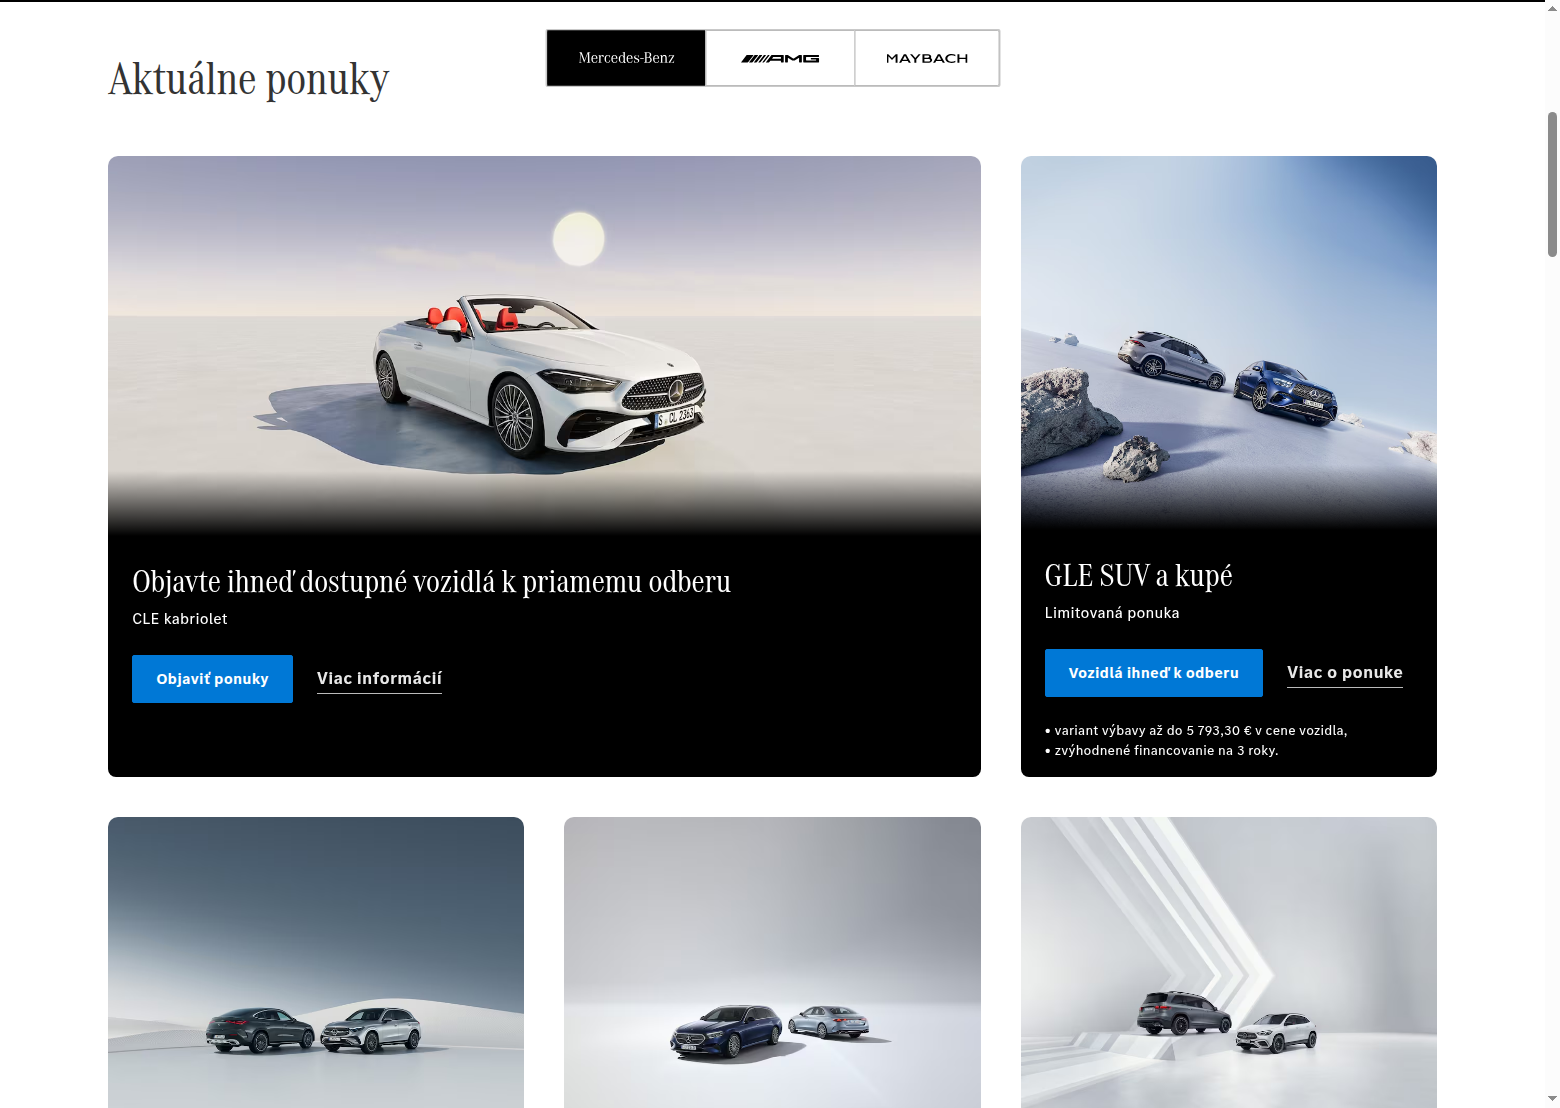 Aktuálne ponuky
Mercedes-Benz
AMG
MAYBACH
S CL 2363
Objavte ihneď dostupné vozidlá k priamemu odberu
CLE kabriolet
Objaviť ponuky
Viac informácií
GLE SUV a kupé
Limitovaná ponuka
Vozidlá ihneď k odberu
Viac o ponuke
• variant výbavy až do 5 793,30 € v cene vozidla,
• zvýhodnené financovanie na 3 roky.